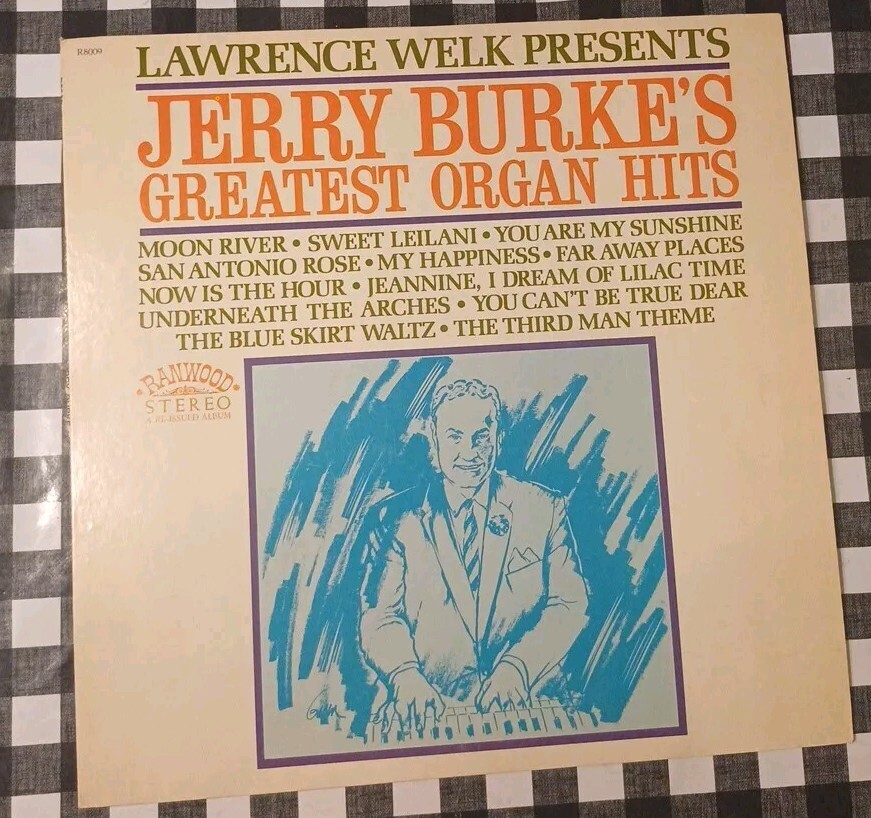 R8009
LAWRENCE WELK PRESENTS
JERRY BURKE'S
GREATEST ORGAN HITS
MOON RIVER • SWEET LEILANI • YOU ARE MY SUNSHINE
SAN ANTONIO ROSE • MY HAPPINESS • FAR AWAY PLACES
NOW IS THE HOUR • JEANNINE, I DREAM OF LILAC TIME
UNDERNEATH THE ARCHES • YOU CAN'T BE TRUE DEAR
THE BLUE SKIRT WALTZ • THE THIRD MAN THEME
• RANWOOD •
STEREO
A RE-ISSUED ALBUM